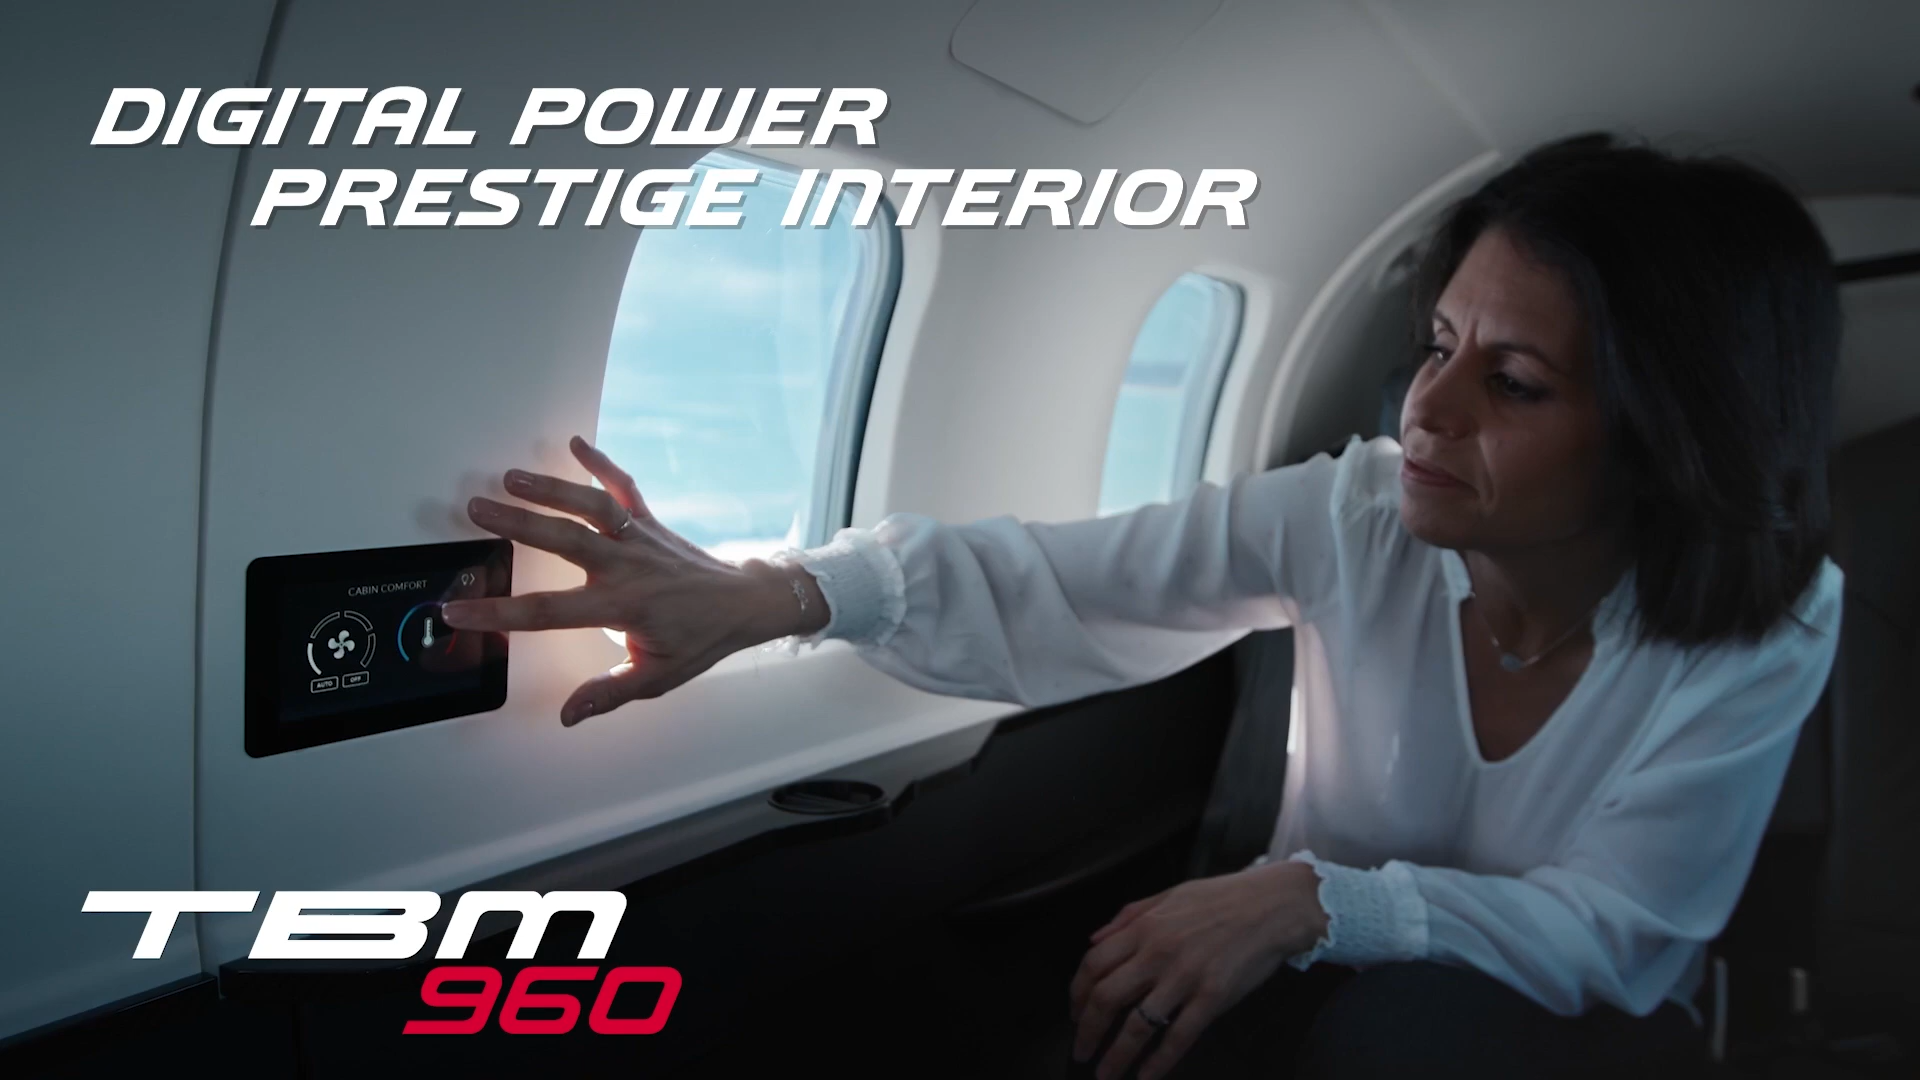 DIGITAL POWER
PRESTIGE INTERIOR
CABIN COMFORT
AUTO OFF
TBM
960